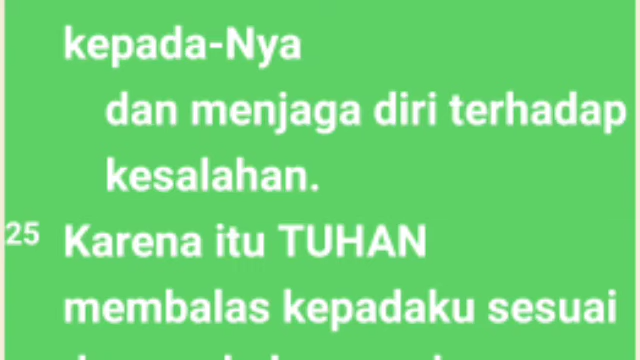 kepada-Nya
dan menjaga diri terhadap
kesalahan.
25 Karena itu TUHAN
membalas kepadaku sesuai